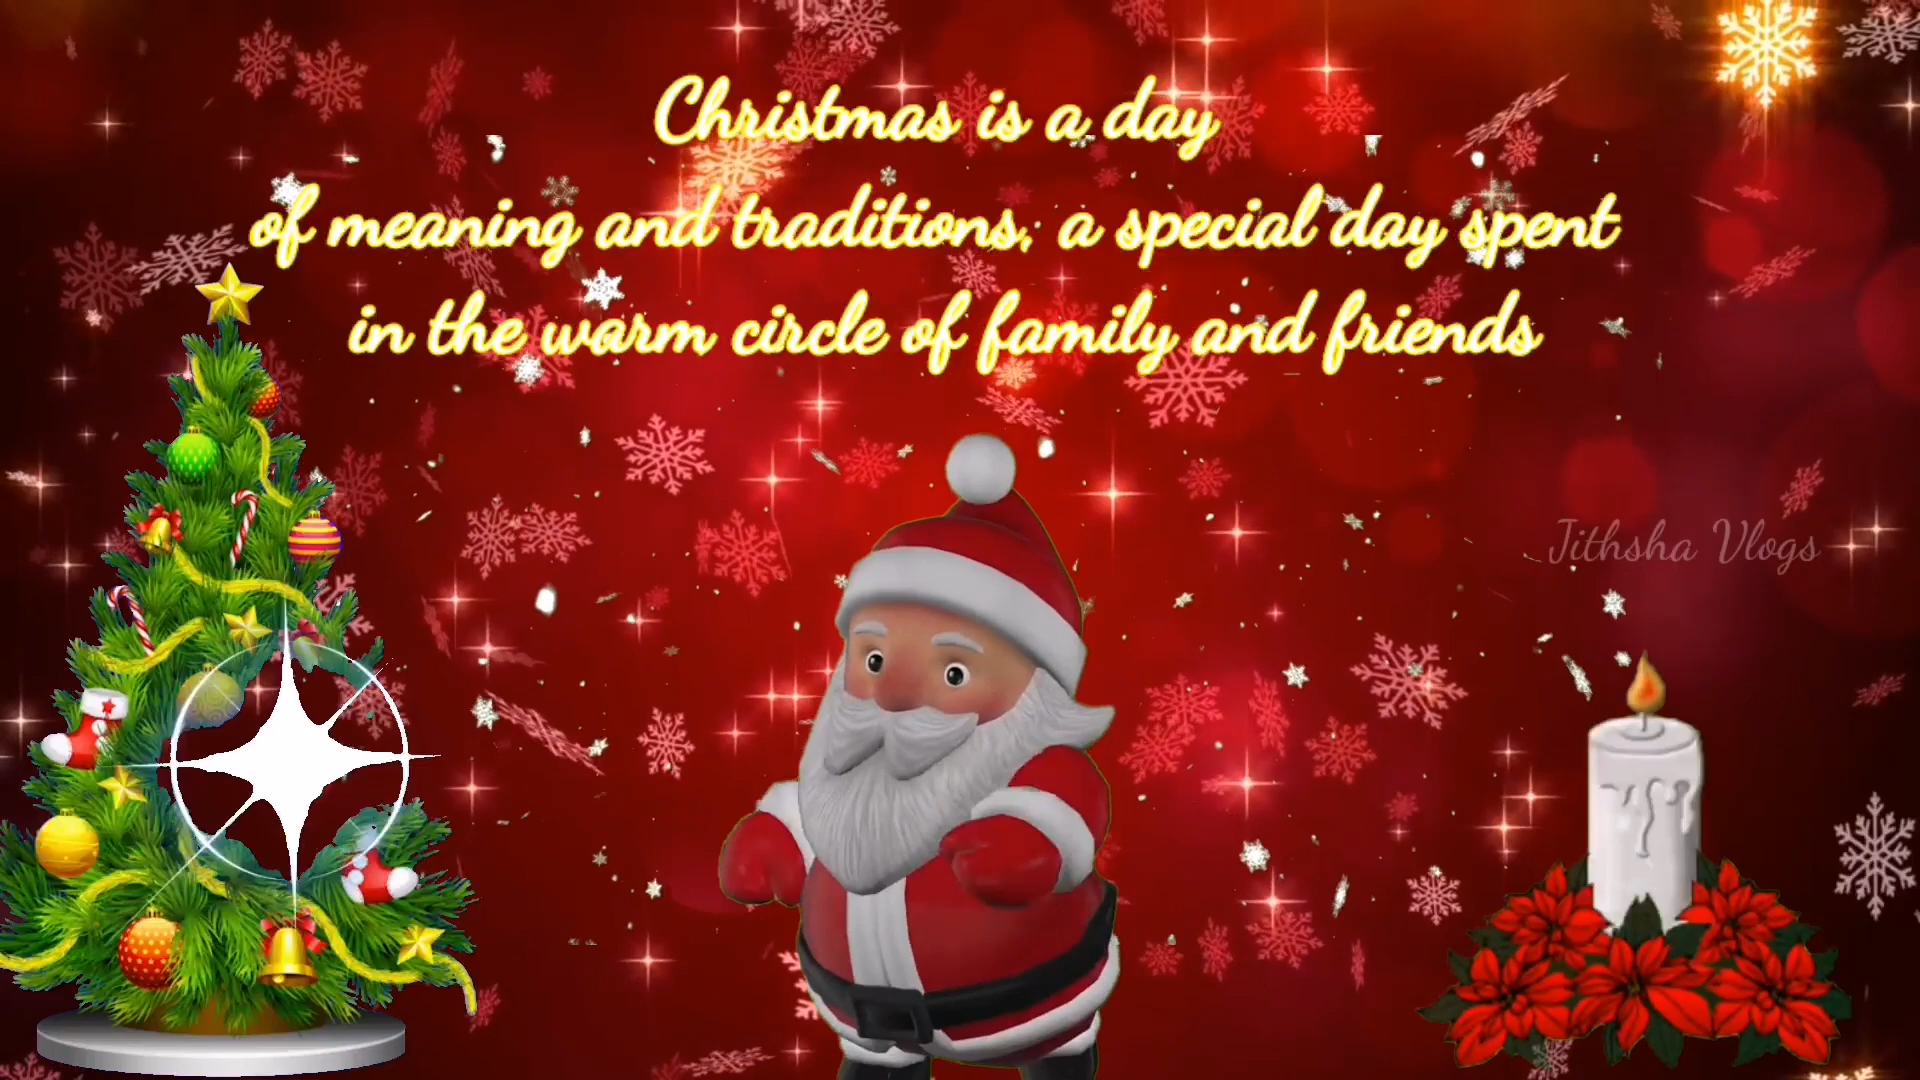 Christmas is a day
of meaning and traditions, a special day spent
in the warm circle of family and friends
Jithsha Vlogs